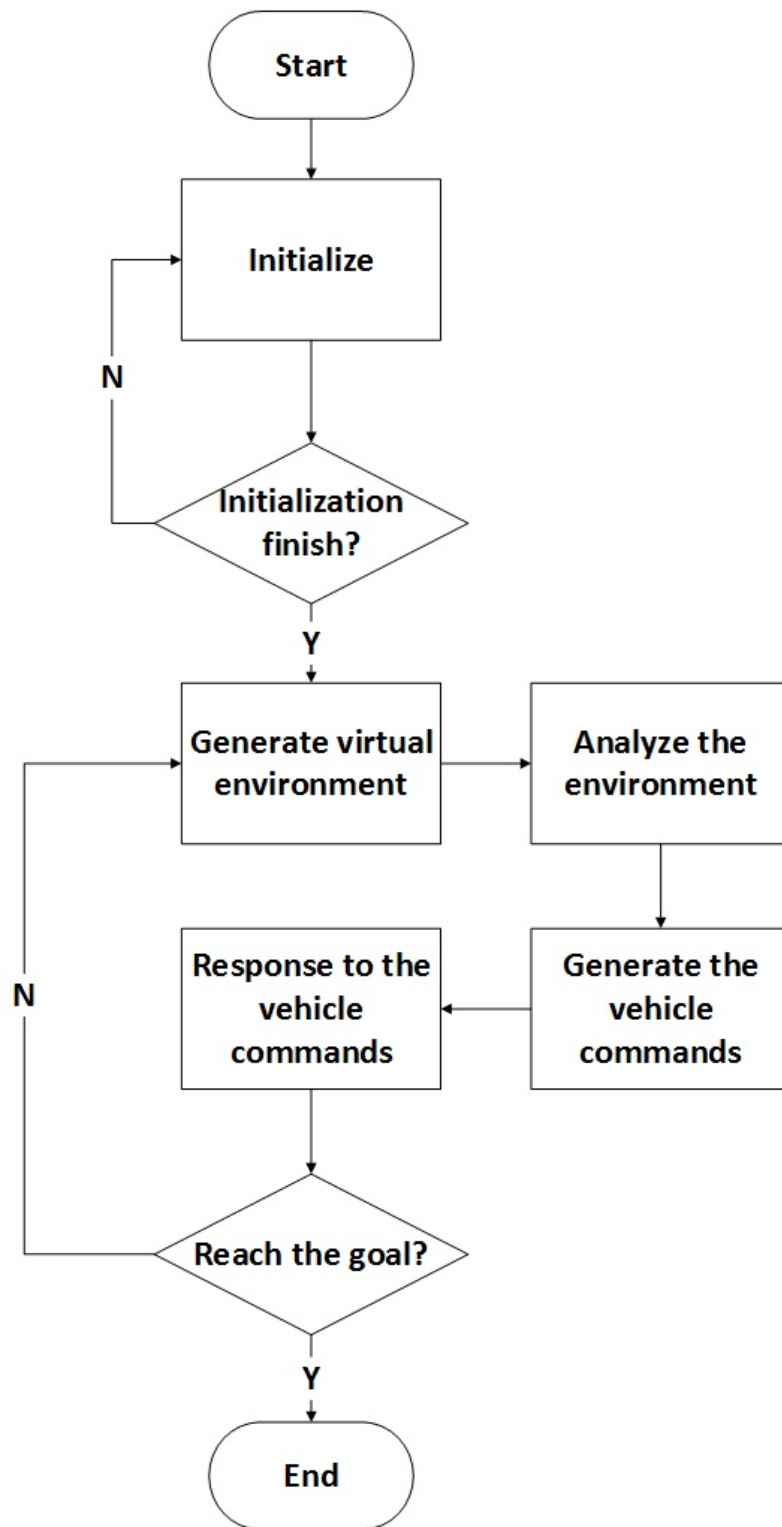 Start
Initialize
N
Initialization
finish?
Y
Generate virtual
environment
Analyze the
environment
Generate the
vehicle
commands
Response to the
vehicle
commands
N
Reach the goal?
Y
End